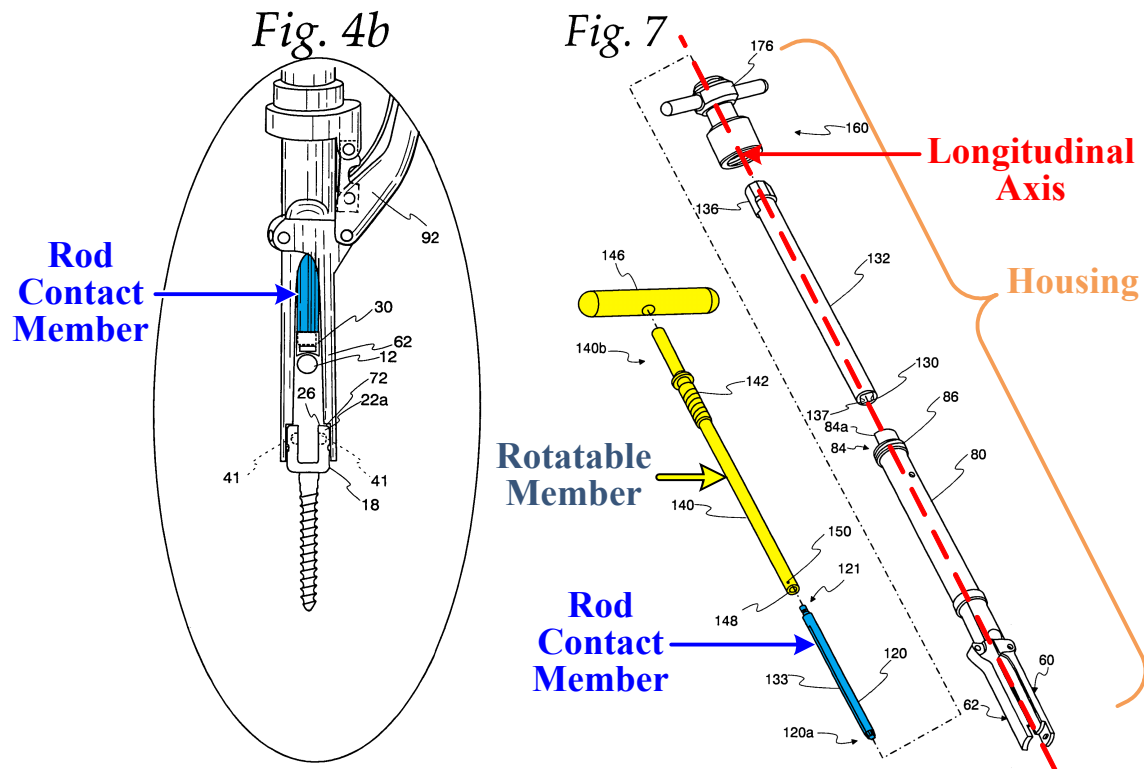 Fig. 4b
92
Rod
Contact
Member
30
62
12
26
72
22a
41
41
18
Fig. 7
176
160
Longitudinal
Axis
136
132
Housing
146
140b
142
130
137
84a
86
84
80
Rotatable
Member
140
150
121
148
Rod
Contact
Member
120
133
60
62
120a